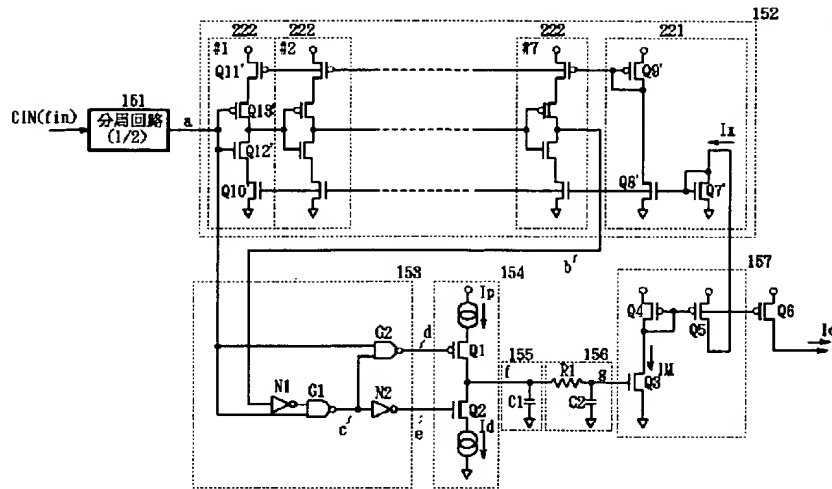 152
222
222
222
221
#1
#2
#7
Q11'
Q9'
151
Q13'
CIN(fin)
分周回路
(1/2)
a
Q12'
Ix
Q10'
Q8'
Q7'
b'
153
154
157
Ip
G2
d
Q4
Q5
Q6
Q1
155
156
f
R1
g
IM
Q3
N1
G1
N2
Q2
C1
C2
c'
e
Id